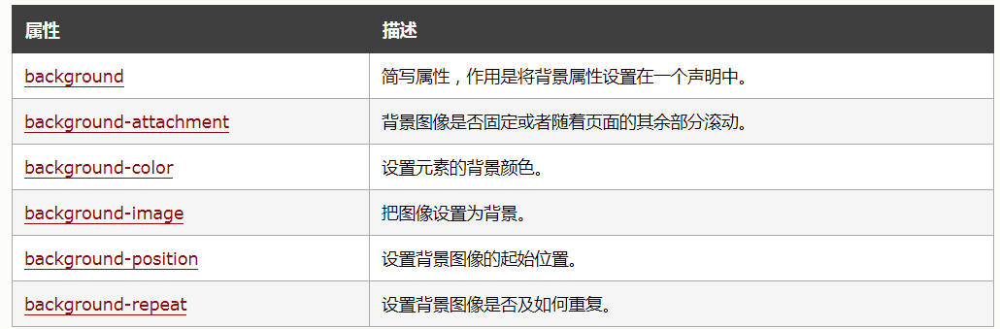 属性 描述
background 简写属性，作用是将背景属性设置在一个声明中。
background-attachment 背景图像是否固定或者随着页面的其余部分滚动。
background-color 设置元素的背景颜色。
background-image 把图像设置为背景。
background-position 设置背景图像的起始位置。
background-repeat 设置背景图像是否及如何重复。